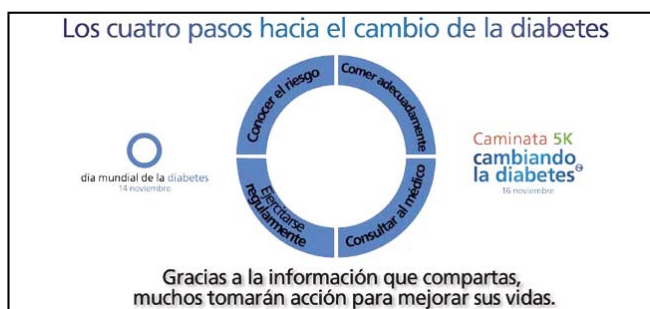 Los cuatro pasos hacia el cambio de la diabetes
Conocer el riesgo
Comer adecuadamente
día mundial de la diabetes
14 noviembre
Caminata 5K
cambiando
la diabetes
16 noviembre
Ejercitarse
regularmente
Consultar al médico
Gracias a la información que compartas,
muchos tomarán acción para mejorar sus vidas.